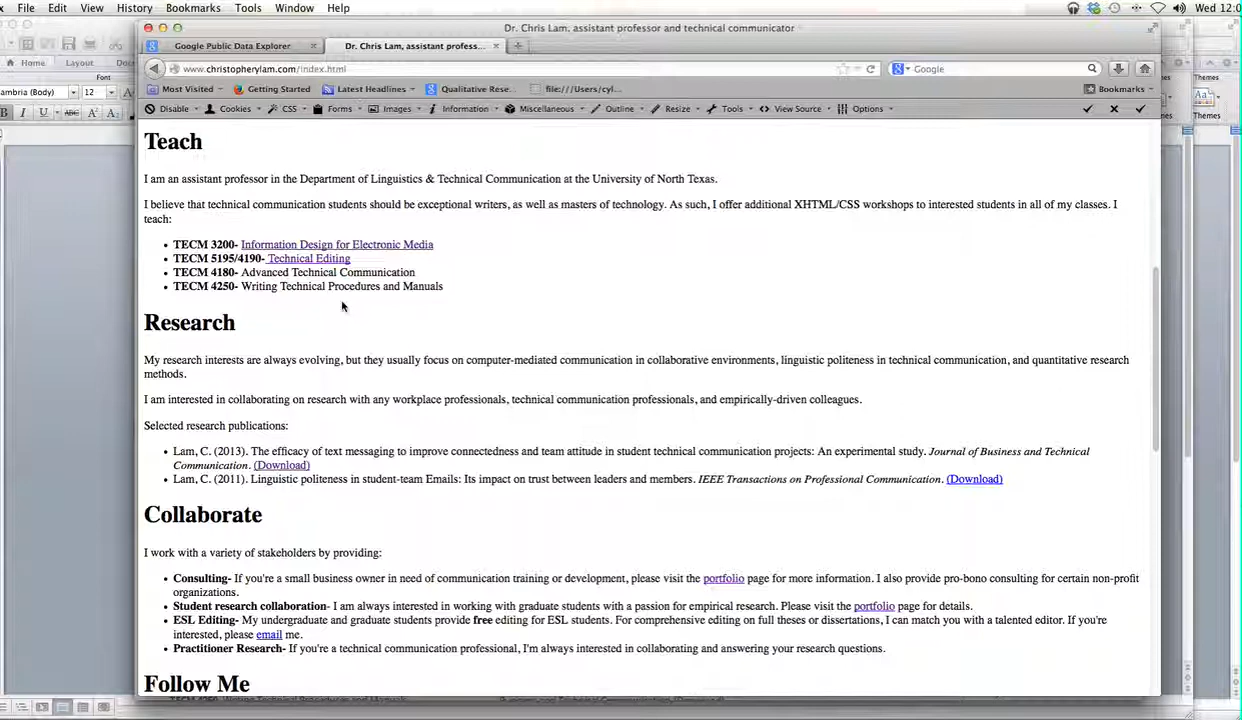 File Edit View History Bookmarks Tools Window Help Wed 12:0
Dr. Chris Lam, assistant professor and technical communicator
Google Public Data Explorer Dr. Chris Lam, assistant profess...
www.christopherylam.com/index.html Google
Most Visited Getting Started Latest Headlines Qualitative Rese... file:///Users/cyl... Bookmarks
Disable Cookies CSS Forms Images Information Miscellaneous Outline Resize Tools View Source Options
Home Layout
Font
Themes
ambria (Body) 12
Aa
Themes
Teach
I am an assistant professor in the Department of Linguistics & Technical Communication at the University of North Texas.
I believe that technical communication students should be exceptional writers, as well as masters of technology. As such, I offer additional XHTML/CSS workshops to interested students in all of my classes. I
teach:
TECM 3200- Information Design for Electronic Media
TECM 5195/4190- Technical Editing
TECM 4180- Advanced Technical Communication
TECM 4250- Writing Technical Procedures and Manuals
Research
My research interests are always evolving, but they usually focus on computer-mediated communication in collaborative environments, linguistic politeness in technical communication, and quantitative research
methods.
I am interested in collaborating on research with any workplace professionals, technical communication professionals, and empirically-driven colleagues.
Selected research publications:
Lam, C. (2013). The efficacy of text messaging to improve connectedness and team attitude in student technical communication projects: An experimental study. Journal of Business and Technical
Communication. (Download)
Lam, C. (2011). Linguistic politeness in student-team Emails: Its impact on trust between leaders and members. IEEE Transactions on Professional Communication. (Download)
Collaborate
I work with a variety of stakeholders by providing:
Consulting- If you're a small business owner in need of communication training or development, please visit the portfolio page for more information. I also provide pro-bono consulting for certain non-profit
organizations.
Student research collaboration- I am always interested in working with graduate students with a passion for empirical research. Please visit the portfolio page for details.
ESL Editing- My undergraduate and graduate students provide free editing for ESL students. For comprehensive editing on full theses or dissertations, I can match you with a talented editor. If you're
interested, please email me.
Practitioner Research- If you're a technical communication professional, I'm always interested in collaborating and answering your research questions.
Follow Me